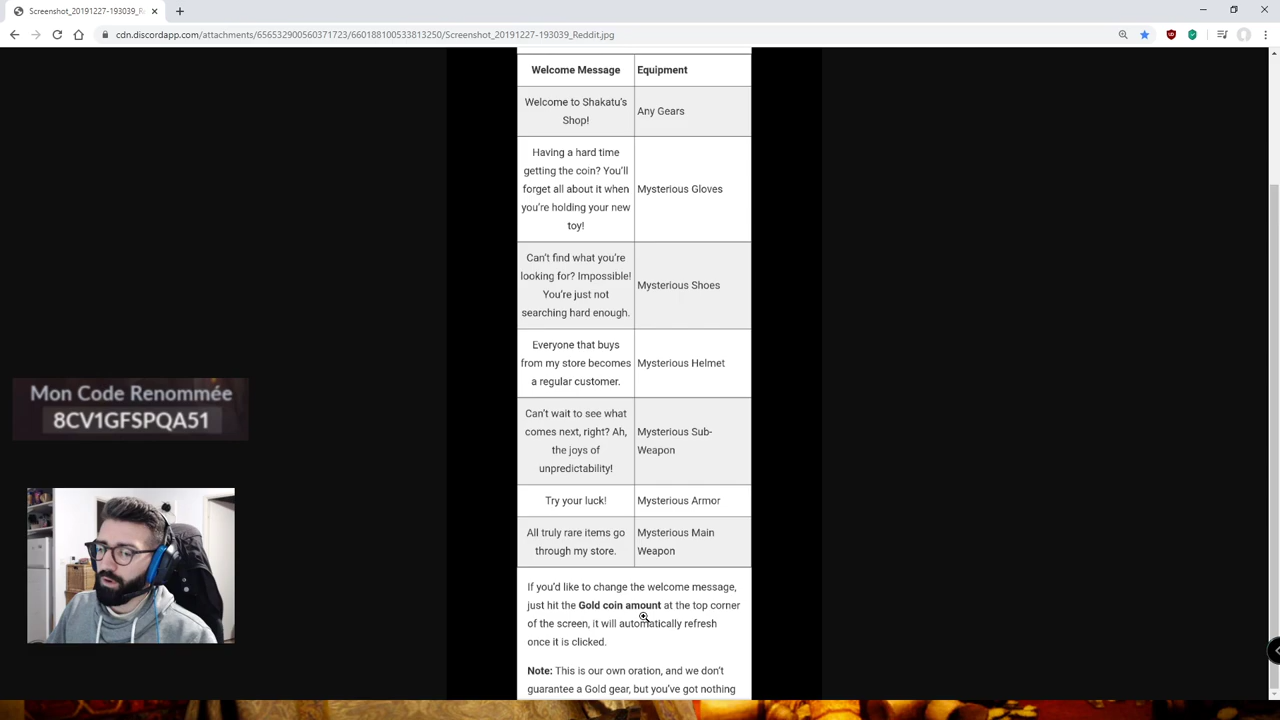 Screenshot_20191227-193039_Reddit.jpg
cdn.discordapp.com/attachments/656532900560371723/660188100533813250/Screenshot_20191227-193039_Reddit.jpg
Welcome Message
Equipment
Welcome to Shakatu's
Shop!
Any Gears
Having a hard time
getting the coin? You'll
forget all about it when
you're holding your new
toy!
Mysterious Gloves
Can't find what you're
looking for? Impossible!
You're just not
searching hard enough.
Mysterious Shoes
Everyone that buys
from my store becomes
a regular customer.
Mysterious Helmet
Can't wait to see what
comes next, right? Ah,
the joys of
unpredictability!
Mysterious Sub-
Weapon
Try your luck!
Mysterious Armor
All truly rare items go
through my store.
Mysterious Main
Weapon
If you'd like to change the welcome message,
just hit the Gold coin amount at the top corner
of the screen, it will automatically refresh
once it is clicked.
Note: This is our own oration, and we don't
guarantee a Gold gear, but you've got nothing
Mon Code Renommée
8CV1GFSPQA51